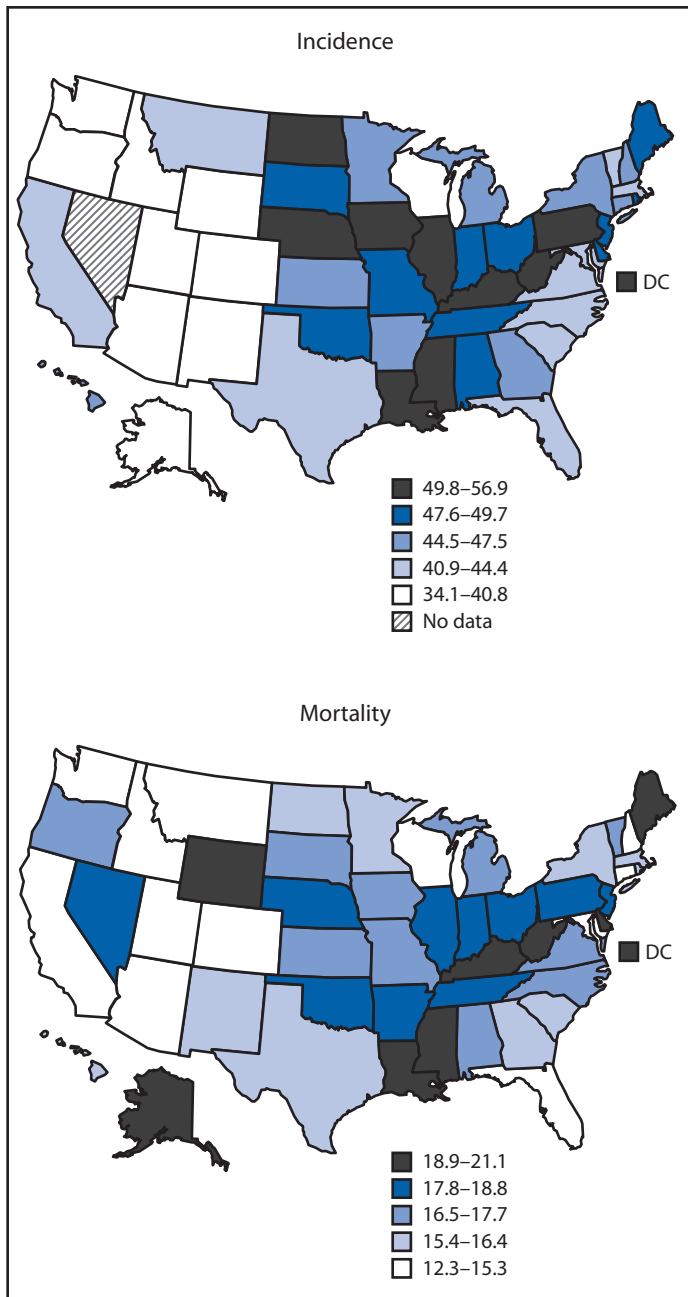 Incidence
DC
49.8–56.9
47.6–49.7
44.5–47.5
40.9–44.4
34.1–40.8
No data
Mortality
DC
18.9–21.1
17.8–18.8
16.5–17.7
15.4–16.4
12.3–15.3